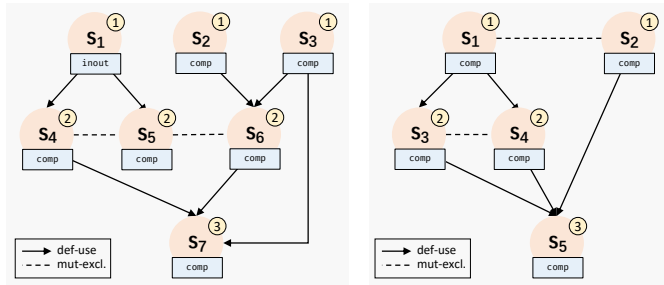 1 1 1
S1 S2 S3
inout comp comp
2 2 2
S4 S5 S6
comp comp comp
3
S7
comp
def-use
mut-excl.
1 1
S1 S2
comp comp
2 2
S3 S4
comp comp
3
S5
comp
def-use
mut-excl.